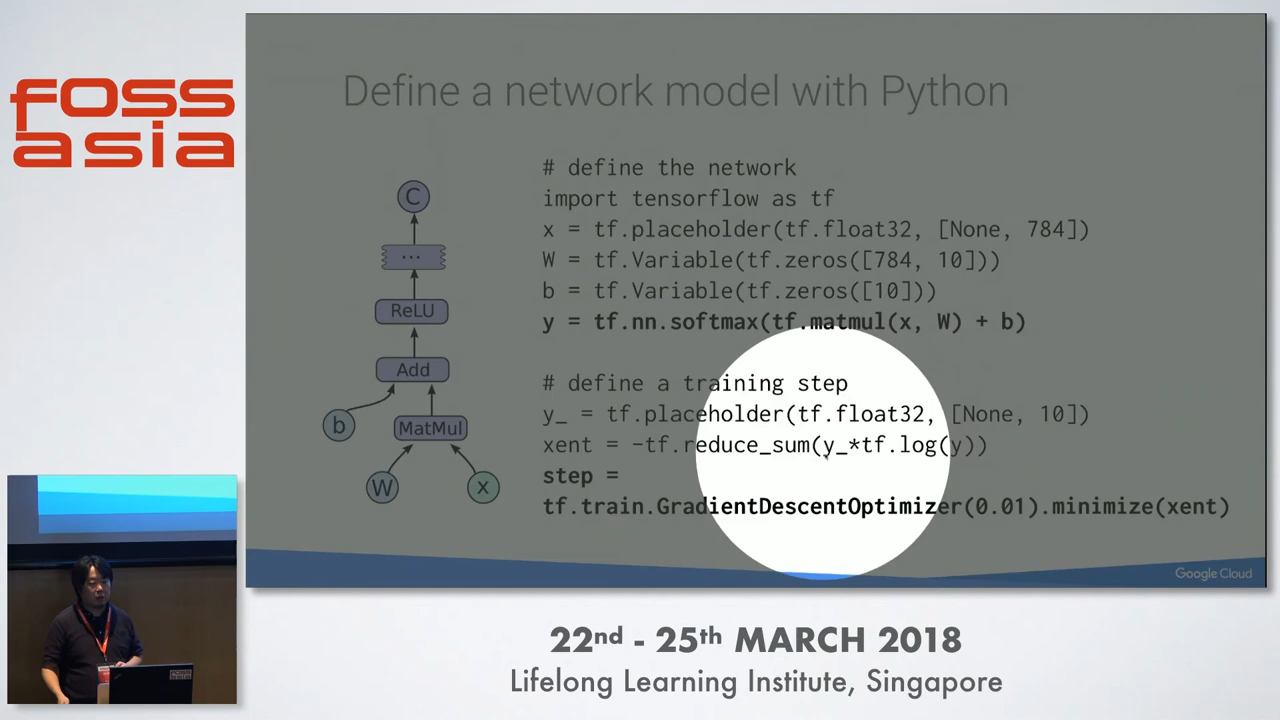 foss
asia
Define a network model with Python
# define the network
import tensorflow as tf
x = tf.placeholder(tf.float32, [None, 784])
W = tf.Variable(tf.zeros([784, 10]))
b = tf.Variable(tf.zeros([10]))
y = tf.nn.softmax(tf.matmul(x, W) + b)
# define a training step
y_ = tf.placeholder(tf.float32, [None, 10])
xent = -tf.reduce_sum(y_*tf.log(y))
step =
tf.train.GradientDescentOptimizer(0.01).minimize(xent)
C
...
ReLU
Add
b
MatMul
W
x
Google Cloud
22nd - 25th MARCH 2018
Lifelong Learning Institute, Singapore